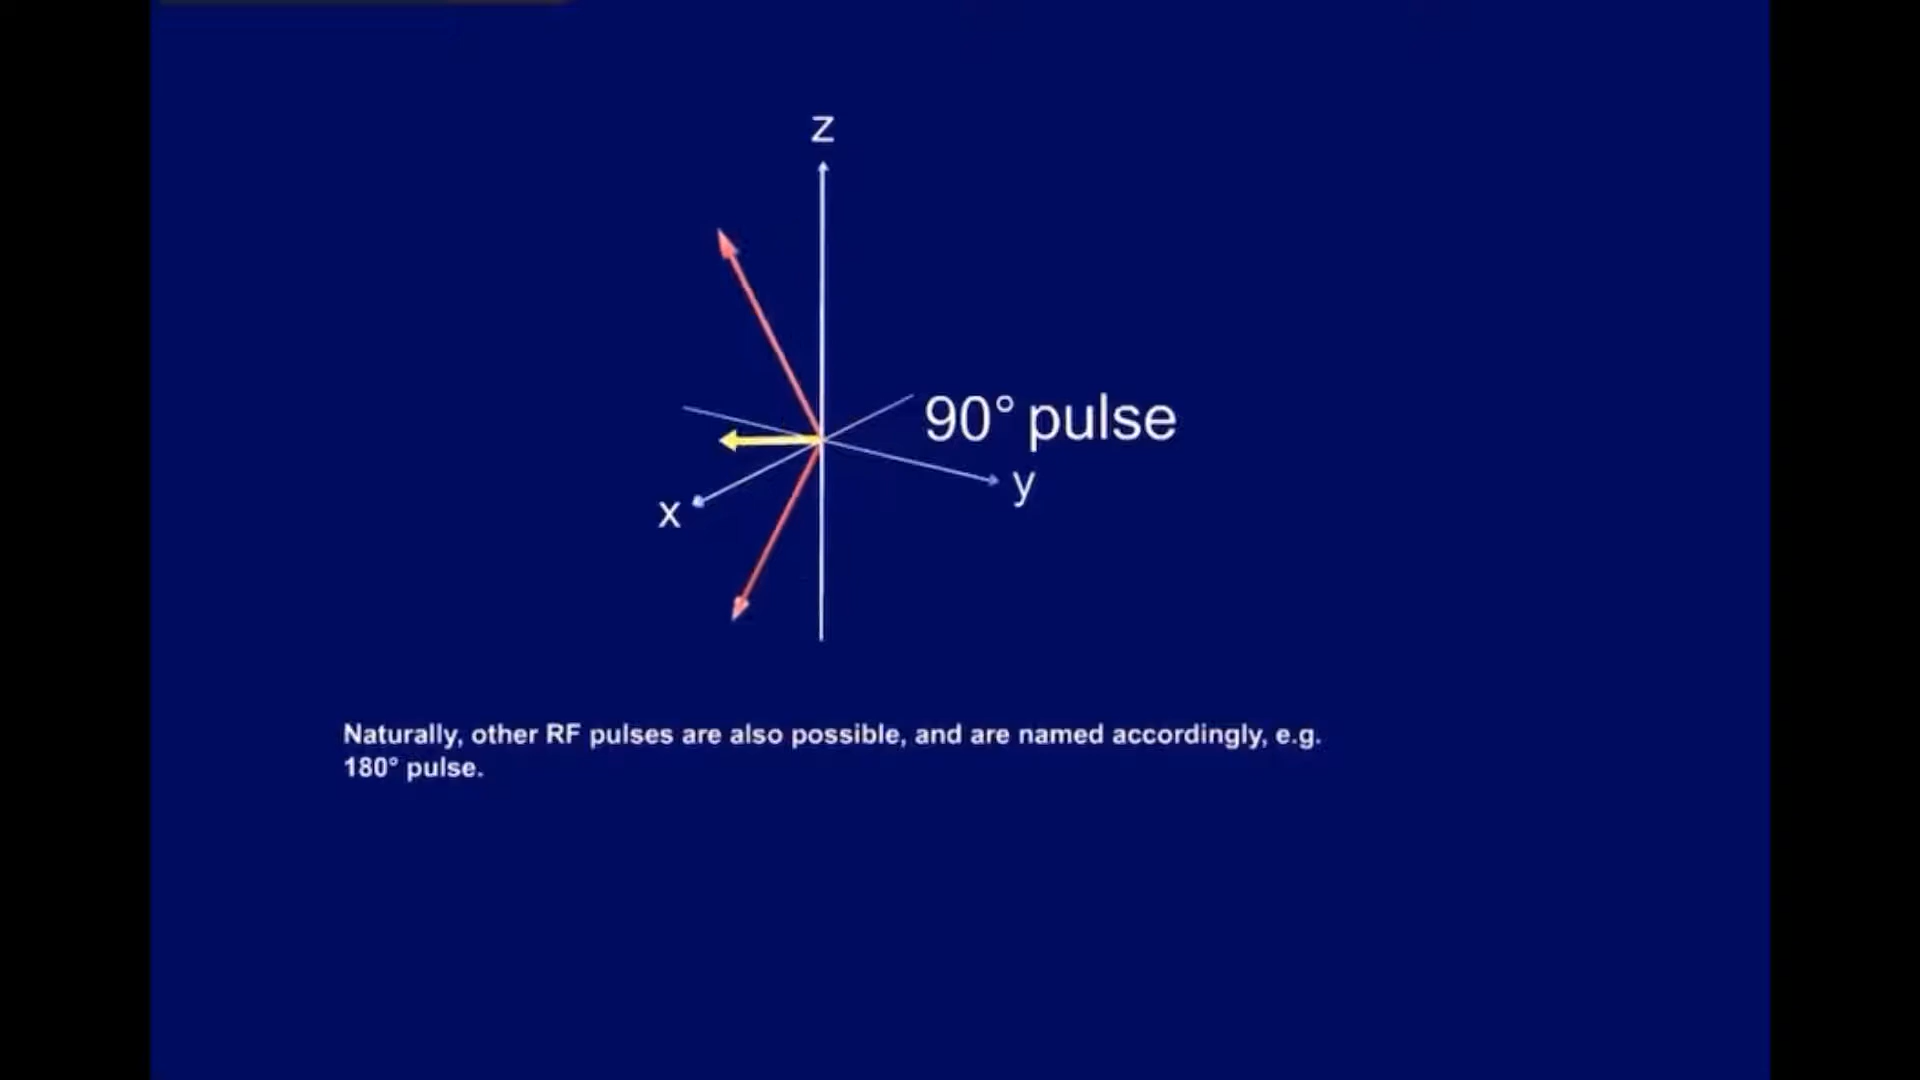 z
90° pulse
y
x
Naturally, other RF pulses are also possible, and are named accordingly, e.g.
180° pulse.